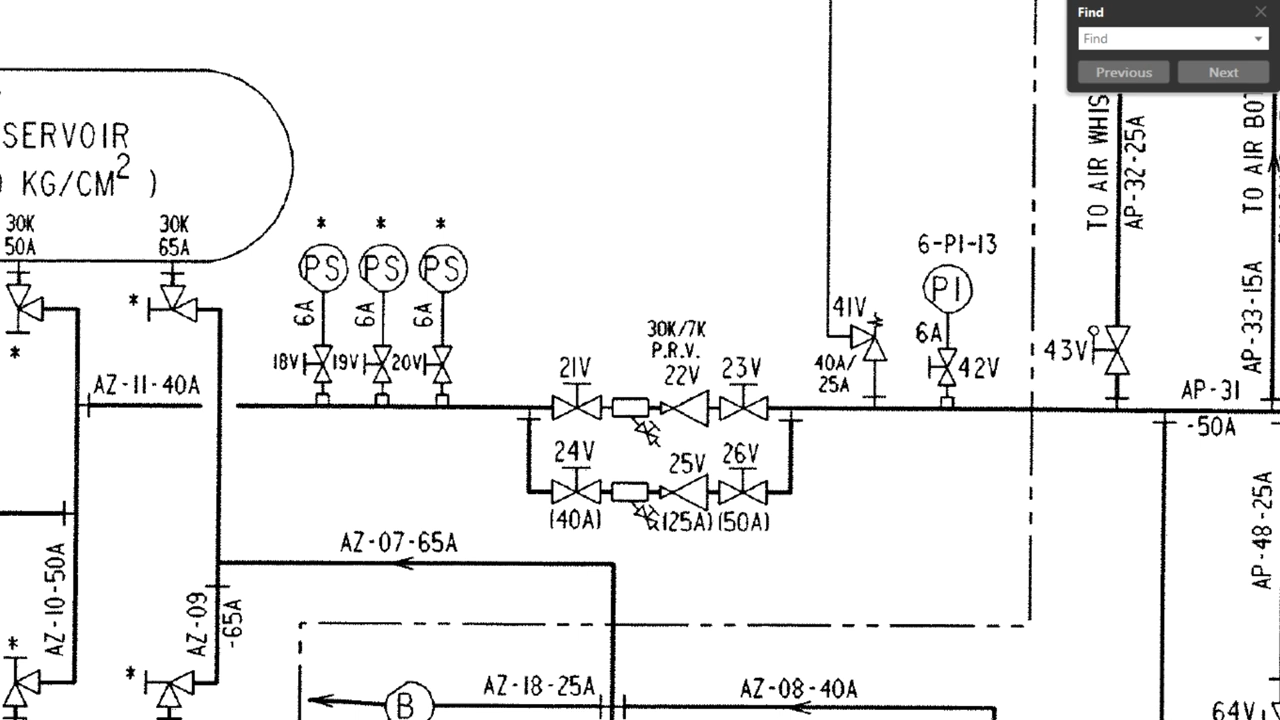 Find
Find
Previous
Next
SERVOIR
KG/CM2 )
30K
50A
30K
65A
*
*
*
PS
PS
PS
6A
6A
6A
18V
19V
20V
*
*
AZ-11-40A
21V
30K/7K
P.R.V.
22V
23V
24V
25V
26V
(40A)
(25A)
(50A)
41V
40A/
25A
6-PI-13
PI
6A
42V
43V
TO AIR WHIS
AP-32-25A
TO AIR BOT
AP-33-15A
AP-31
-50A
AP-48-25A
AZ-07-65A
AZ-10-50A
AZ-09
-65A
*
*
B
AZ-18-25A
AZ-08-40A
64V